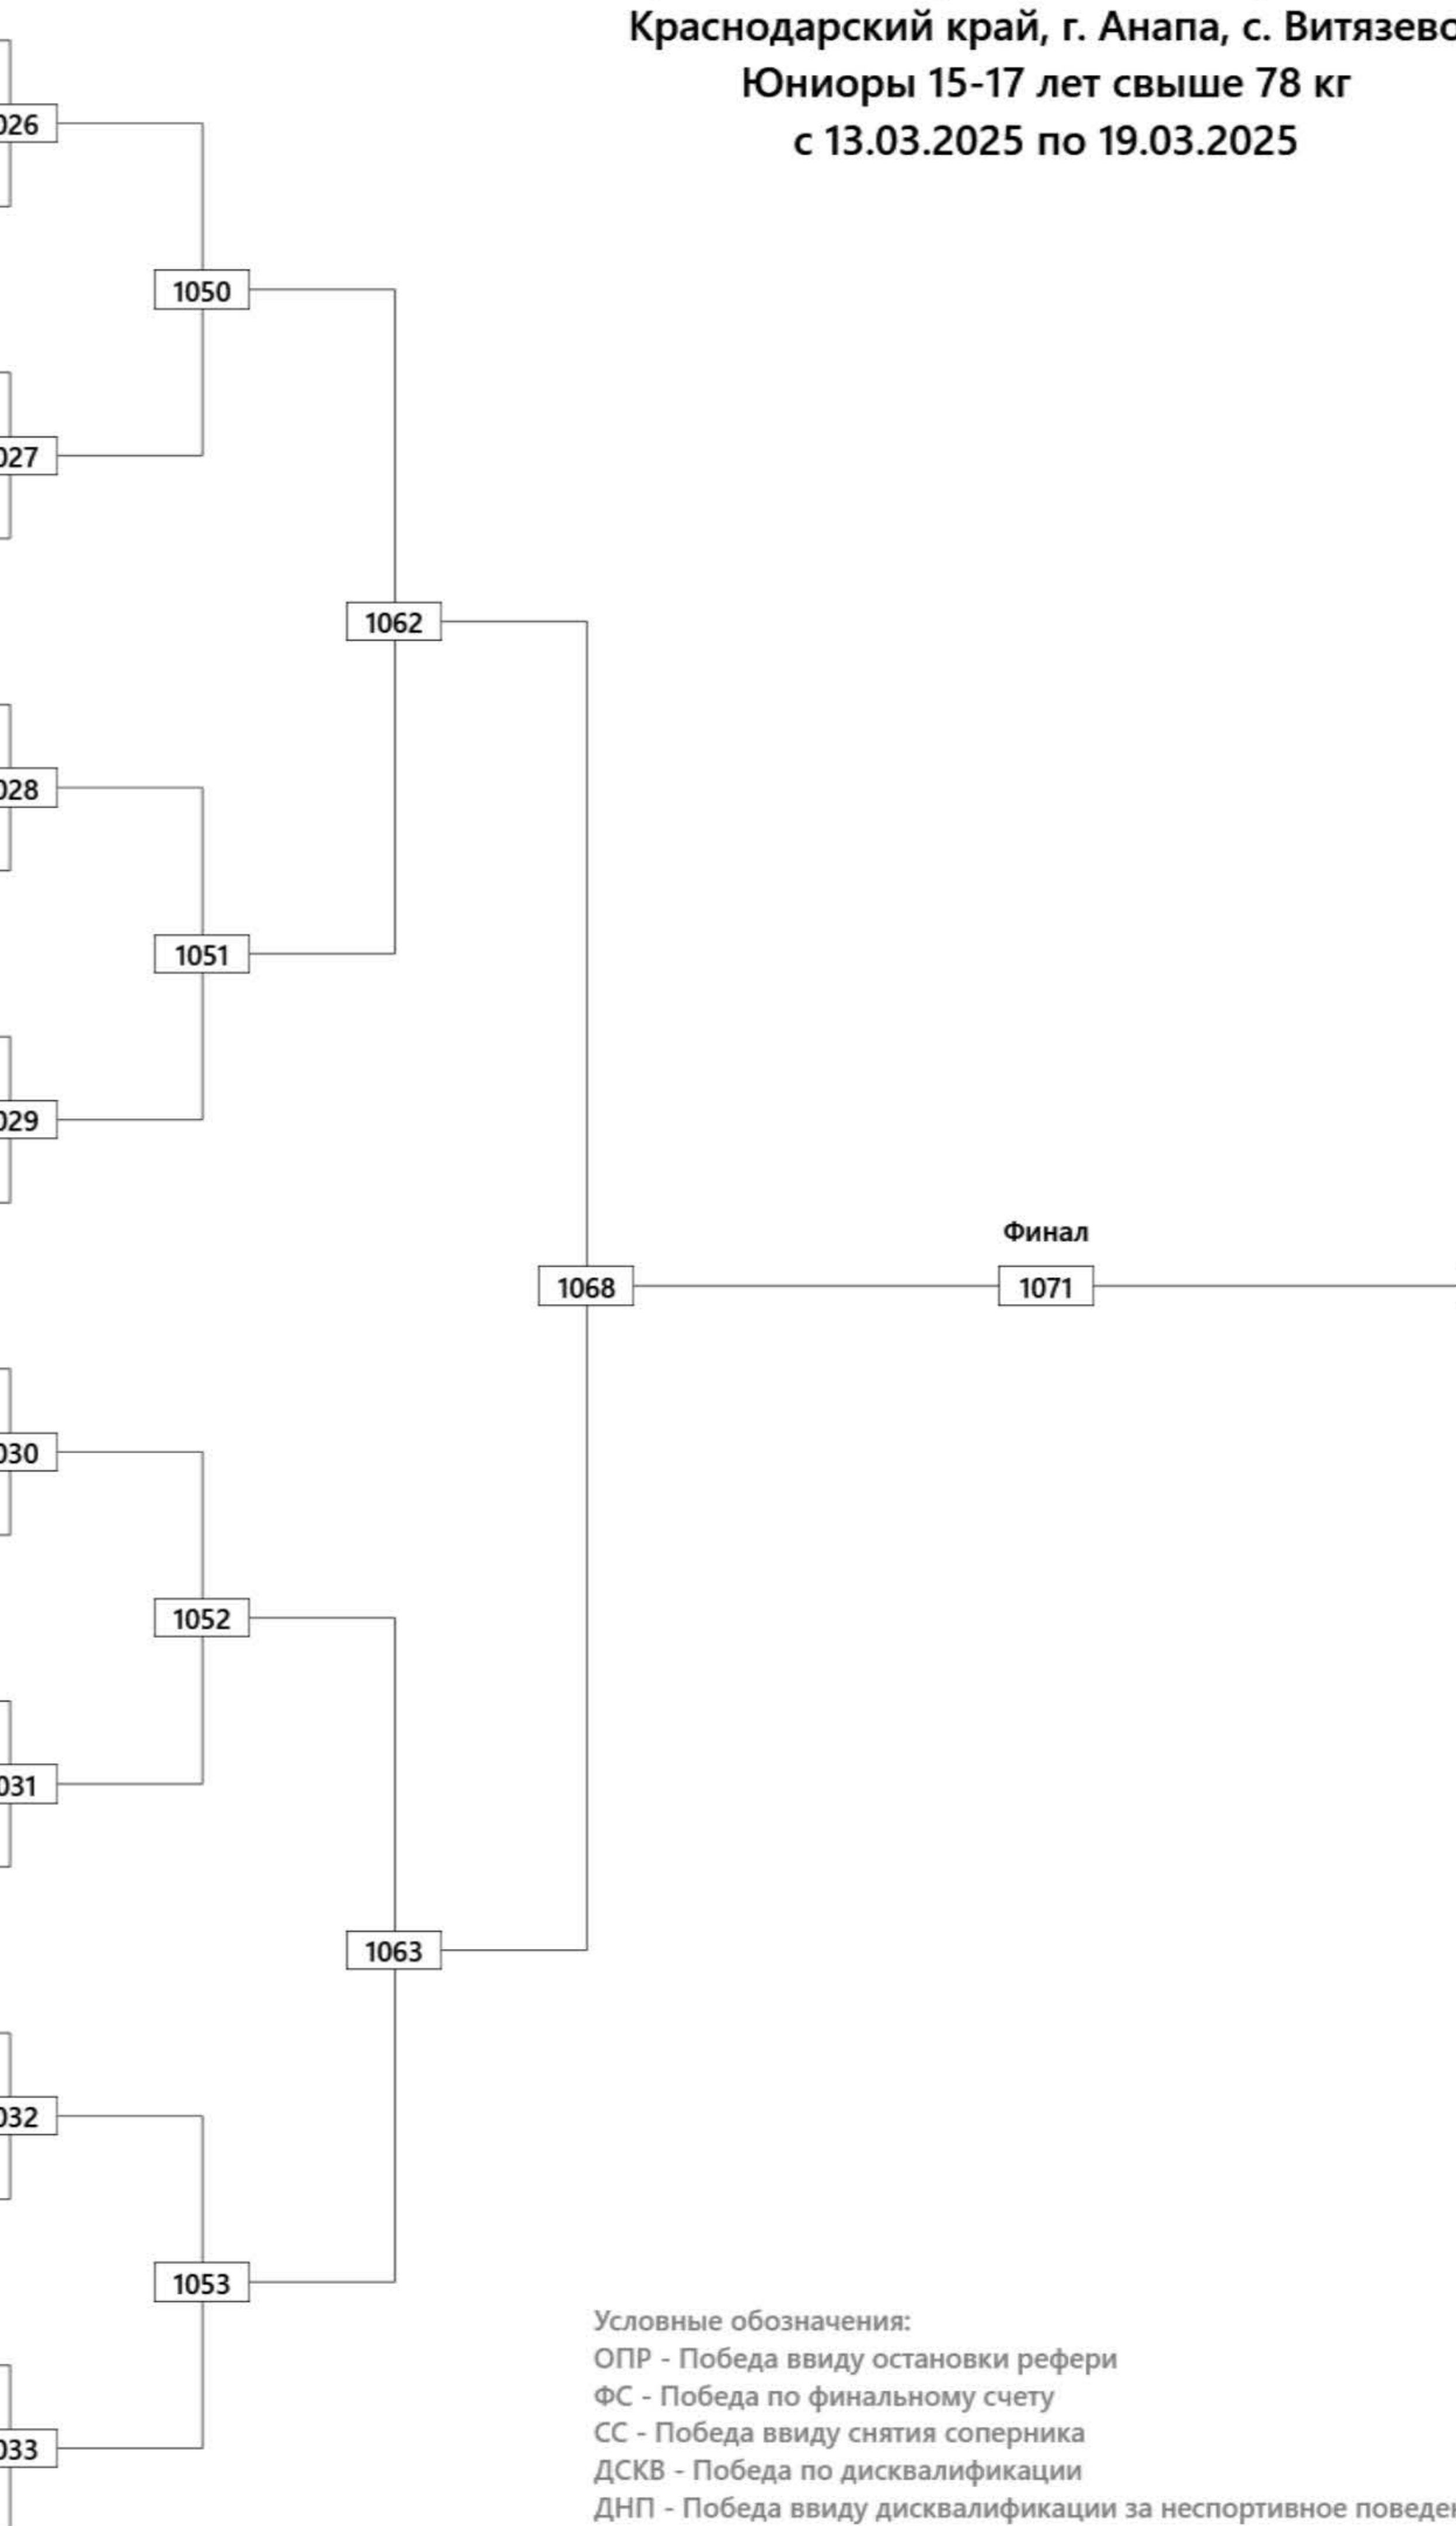 Краснодарский край, г. Анапа, с. Витязево
Юниоры 15-17 лет свыше 78 кг
с 13.03.2025 по 19.03.2025
026
1050
027
1062
028
1051
029
Финал
1068
1071
030
1052
031
1063
032
1053
033
Условные обозначения:
ОПР - Победа ввиду остановки рефери
ФС - Победа по финальному счету
СС - Победа ввиду снятия соперника
ДСКВ - Победа по дисквалификации
ДНП - Победа ввиду дисквалификации за неспортивное